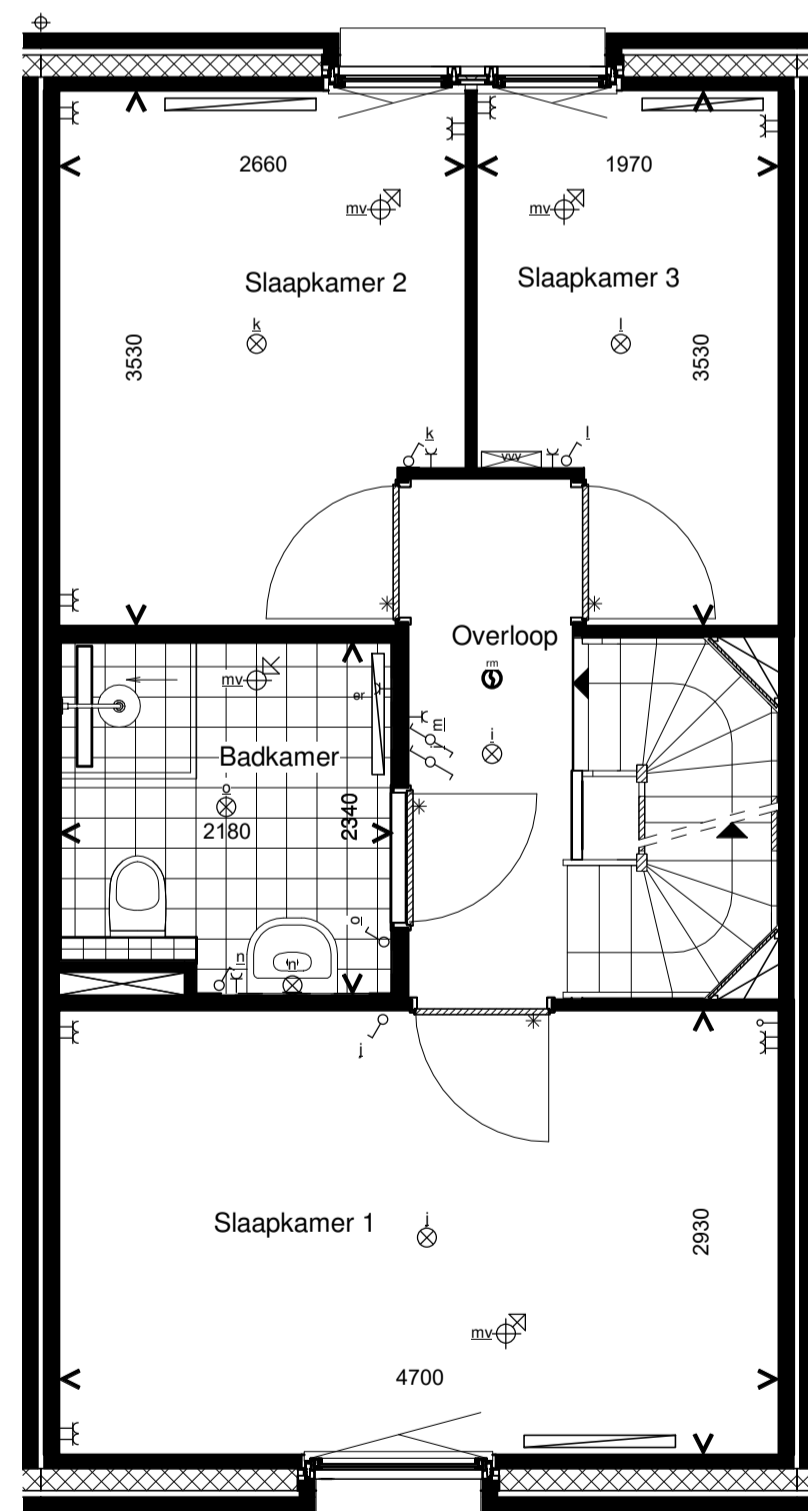 2660
1970
mv
mv
Slaapkamer 2
Slaapkamer 3
k
l
3530
3530
k
l
vvv
Overloop
rm
mv
er
m
i
i
Badkamer
o
2180
2340
o
n
n
j
Slaapkamer 1
j
2930
mv
4700